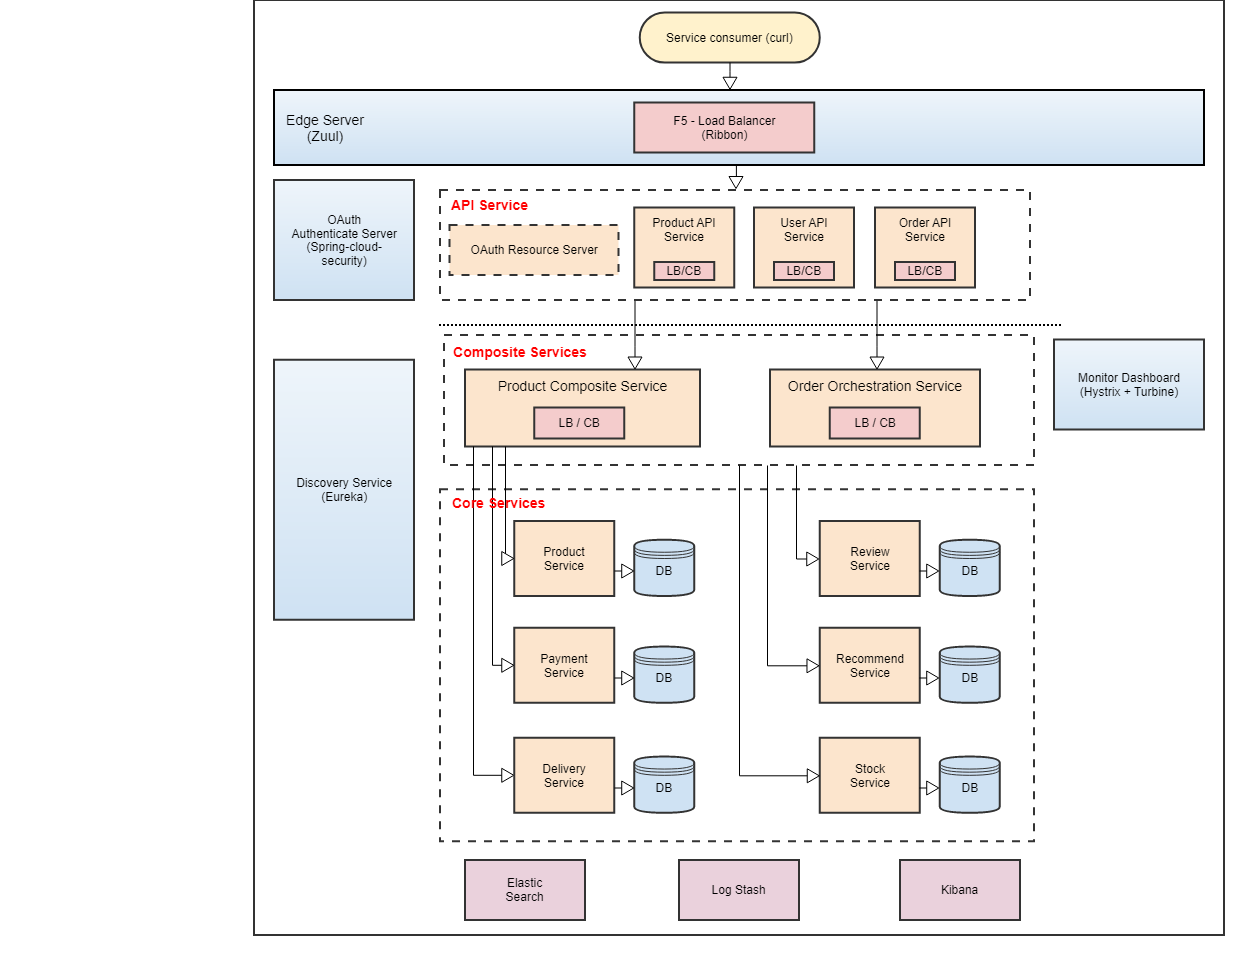 Service consumer (curl)
Edge Server
(Zuul)
F5 - Load Balancer
(Ribbon)
OAuth
Authenticate Server
(Spring-cloud-
security)
API Service
OAuth Resource Server
Product API
Service
LB/CB
User API
Service
LB/CB
Order API
Service
LB/CB
Composite Services
Product Composite Service
LB / CB
Order Orchestration Service
LB / CB
Monitor Dashboard
(Hystrix + Turbine)
Discovery Service
(Eureka)
Core Services
Product
Service
DB
Review
Service
DB
Payment
Service
DB
Recommend
Service
DB
Delivery
Service
DB
Stock
Service
DB
Elastic
Search
Log Stash
Kibana